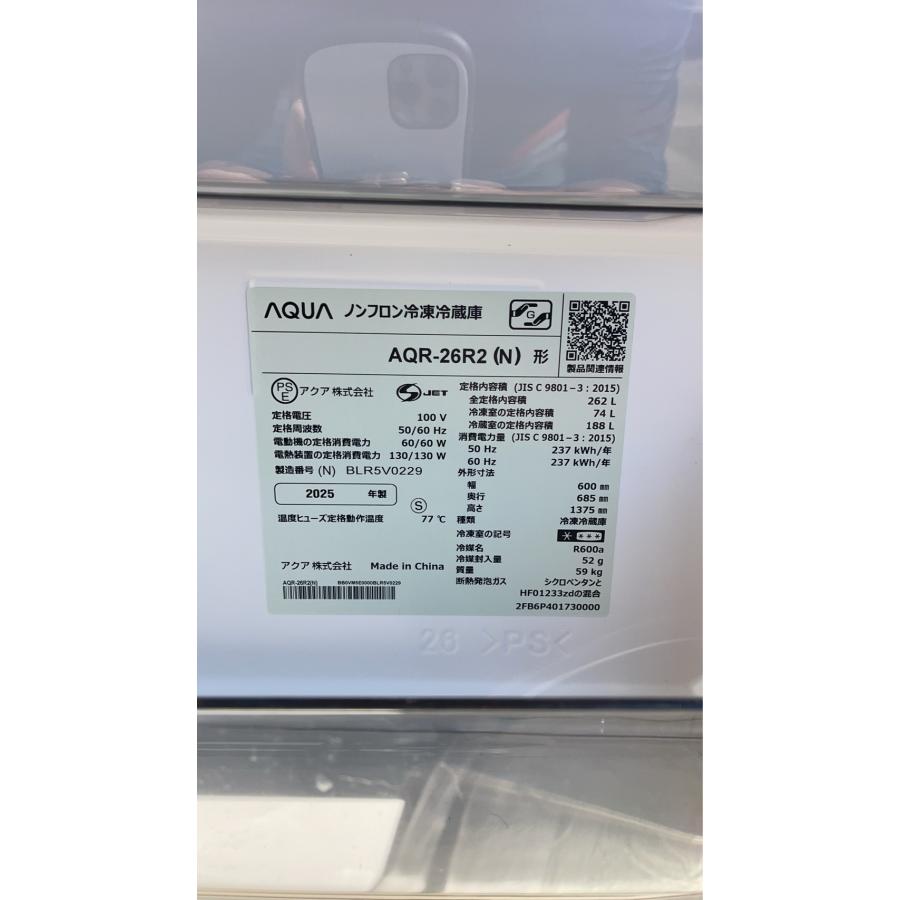 AQUA ノンフロン冷凍冷蔵庫 G
AQR-26R2 (N) 形
製品関連情報
PSE アクア 株式会社 S JET
定格電圧 100 V
定格周波数 50/60 Hz
電動機の定格消費電力 60/60 W
電熱装置の定格消費電力 130/130 W
製造番号 (N) BLR5V0229
2025 年製
S
温度ヒューズ定格動作温度 77 ℃
アクア 株式会社 Made in China
AQR-26R2(N) BB0VM5E0000BLR5V0229
定格内容積 (JIS C 9801-3 : 2015)
全定格内容積 262 L
冷凍室の定格内容積 74 L
冷蔵室の定格内容積 188 L
消費電力量 (JIS C 9801-3 : 2015)
50 Hz 237 kWh/年
60 Hz 237 kWh/年
外形寸法
幅 600 mm
奥行 685 mm
高さ 1375 mm
種類 冷凍冷蔵庫
冷凍室の記号 * ***
冷媒名 R600a
冷媒封入量 52 g
質量 59 kg
断熱発泡ガス シクロペンタンと
HFO1233zdの混合
2FB6P401730000
26 >PS<